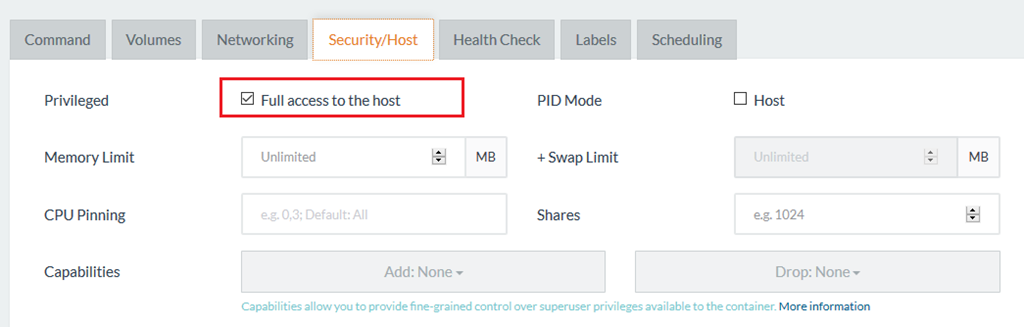 Command Volumes Networking Security/Host Health Check Labels Scheduling
Privileged Full access to the host PID Mode Host
Memory Limit Unlimited MB + Swap Limit Unlimited MB
CPU Pinning e.g. 0,3; Default: All Shares e.g. 1024
Capabilities Add: None Drop: None
Capabilities allow you to provide fine-grained control over superuser privileges available to the container. More information